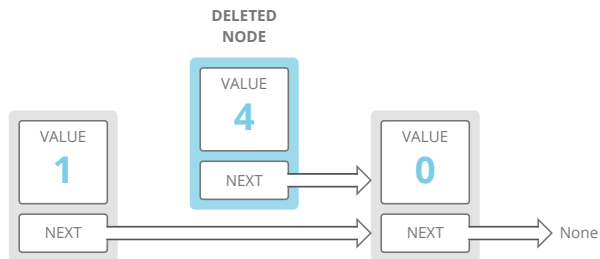 DELETED
NODE
VALUE
4
NEXT
VALUE
1
NEXT
VALUE
0
NEXT
None